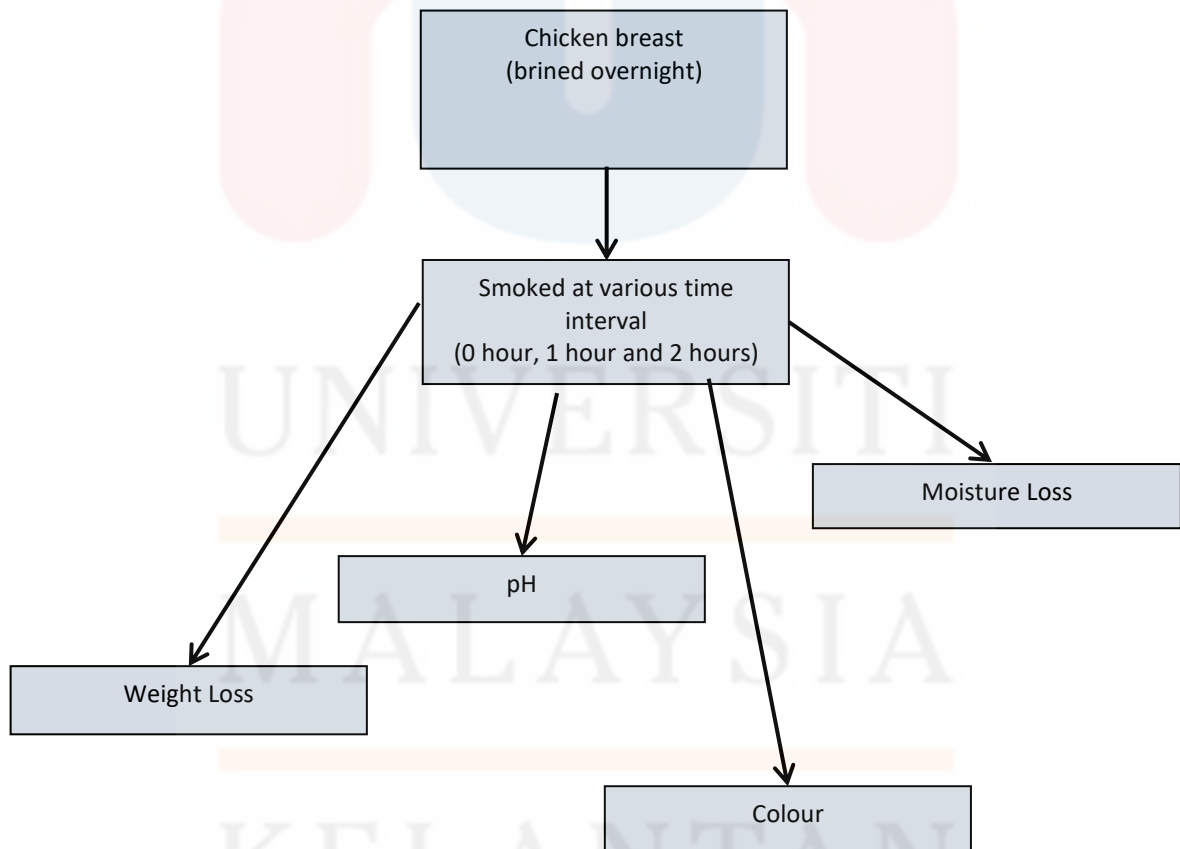 Chicken breast
(brined overnight)
Smoked at various time
interval
(0 hour, 1 hour and 2 hours)
UNIVERSITI
Moisture Loss
pH
MALAYSIA
Weight Loss
Colour
KELANTAN